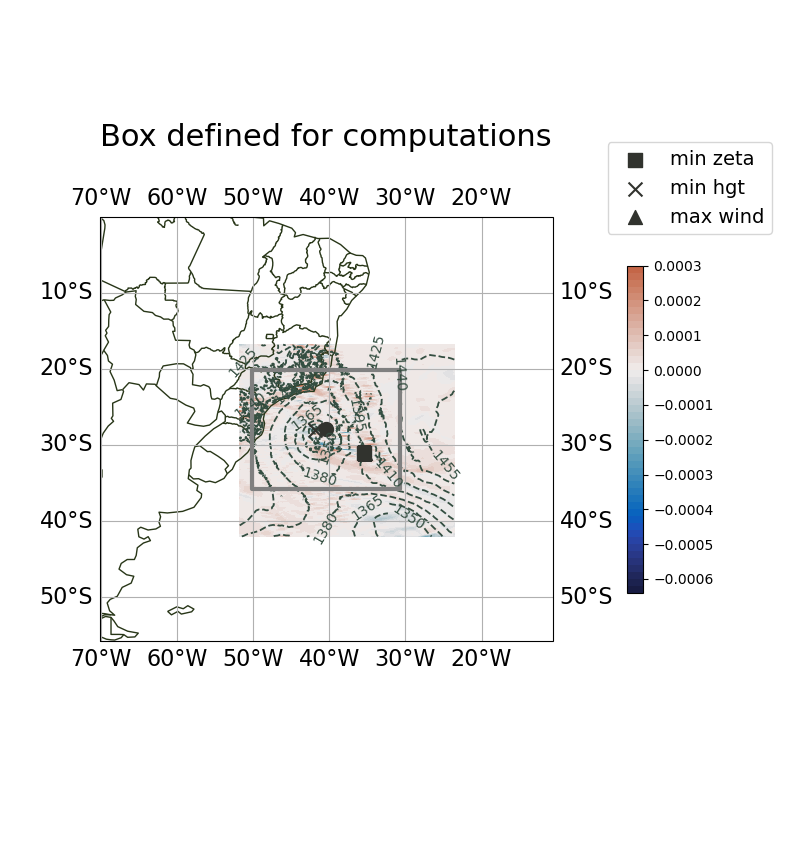 Box defined for computations
min zeta
min hgt
max wind
70°W 60°W 50°W 40°W 30°W 20°W
10°S 10°S
20°S 20°S
30°S 30°S
40°S 40°S
50°S 50°S
70°W 60°W 50°W 40°W 30°W 20°W
0.0003
0.0002
0.0001
0.0000
−0.0001
−0.0002
−0.0003
−0.0004
−0.0005
−0.0006
1425
1425
1440
1365
1395
1380
1410
1455
1380
1365
1350